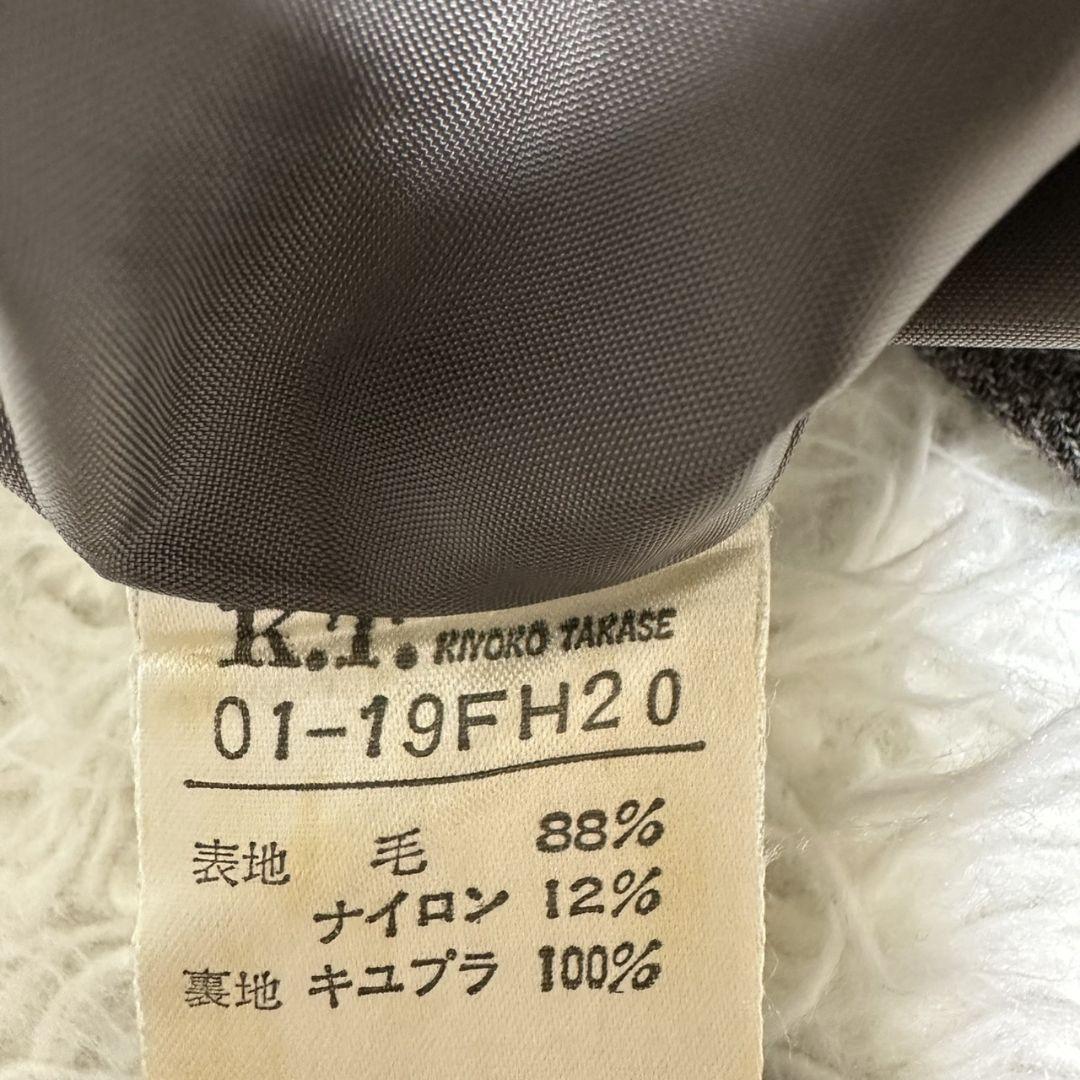 K.T. KIYOKO TAKASE
01-19FH20
表地 毛 88%
ナイロン 12%
裏地 キユプラ 100%